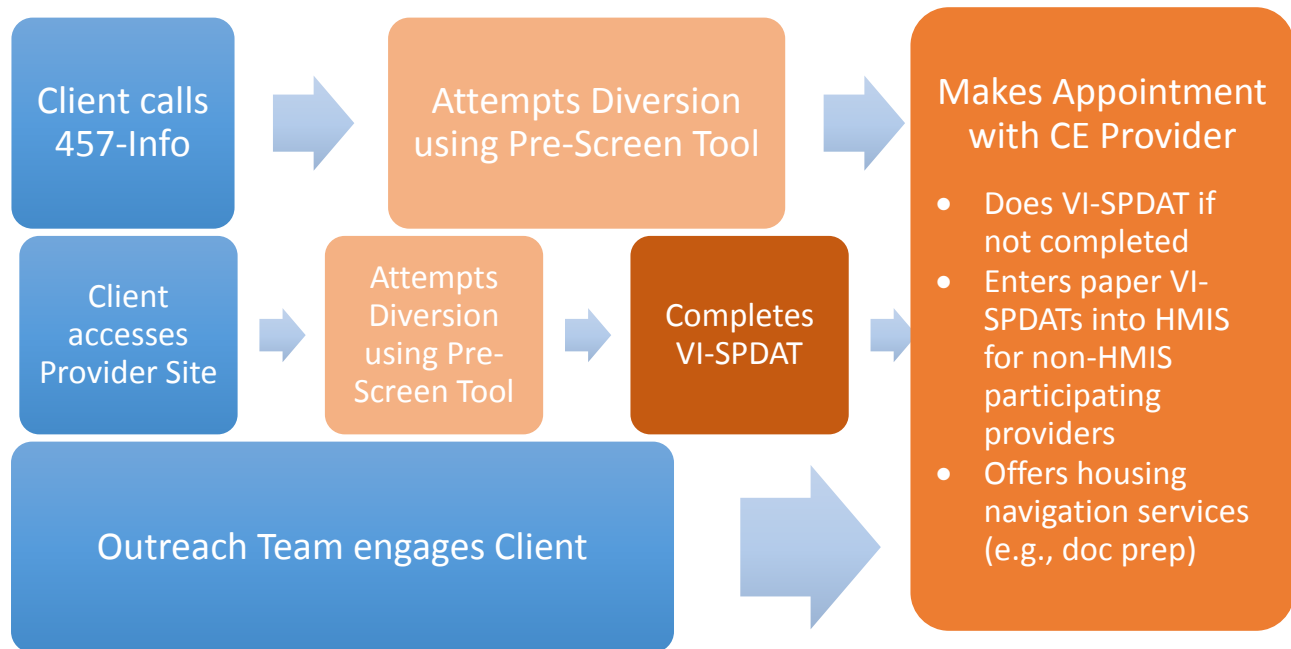 Client calls
457-Info
Attempts Diversion
using Pre-Screen Tool
Client
accesses
Provider Site
Attempts
Diversion
using Pre-
Screen Tool
Completes
VI-SPDAT
Outreach Team engages Client
Makes Appointment
with CE Provider
• Does VI-SPDAT if
not completed
• Enters paper VI-
SPDATs into HMIS
for non-HMIS
participating
providers
• Offers housing
navigation services
(e.g., doc prep)